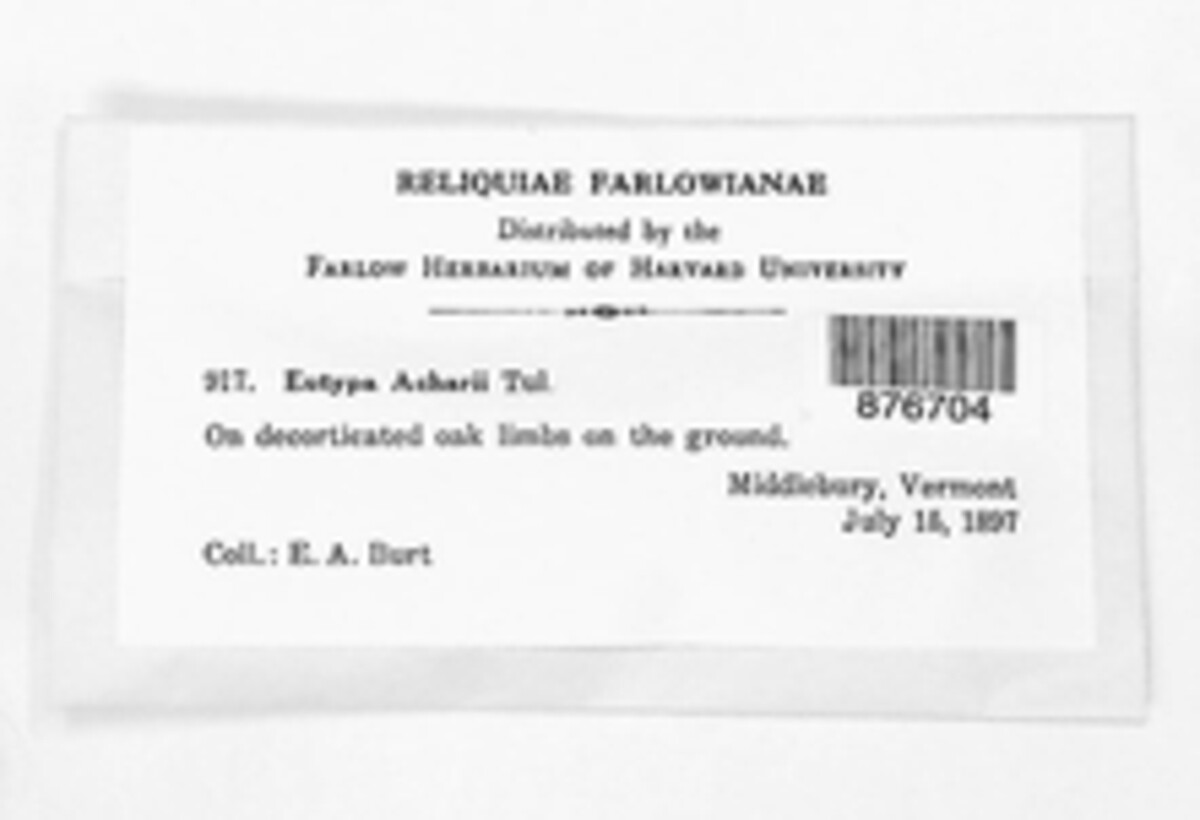 RELIQUIAE FARLOWIANAE
Distributed by the
FARLOW HERBARIUM OF HARVARD UNIVERSITY
917. Eutypa Acharii Tul.
876704
On decorticated oak limbs on the ground.
Middlebury, Vermont
July 15, 1897
Coll.: E. A. Burt